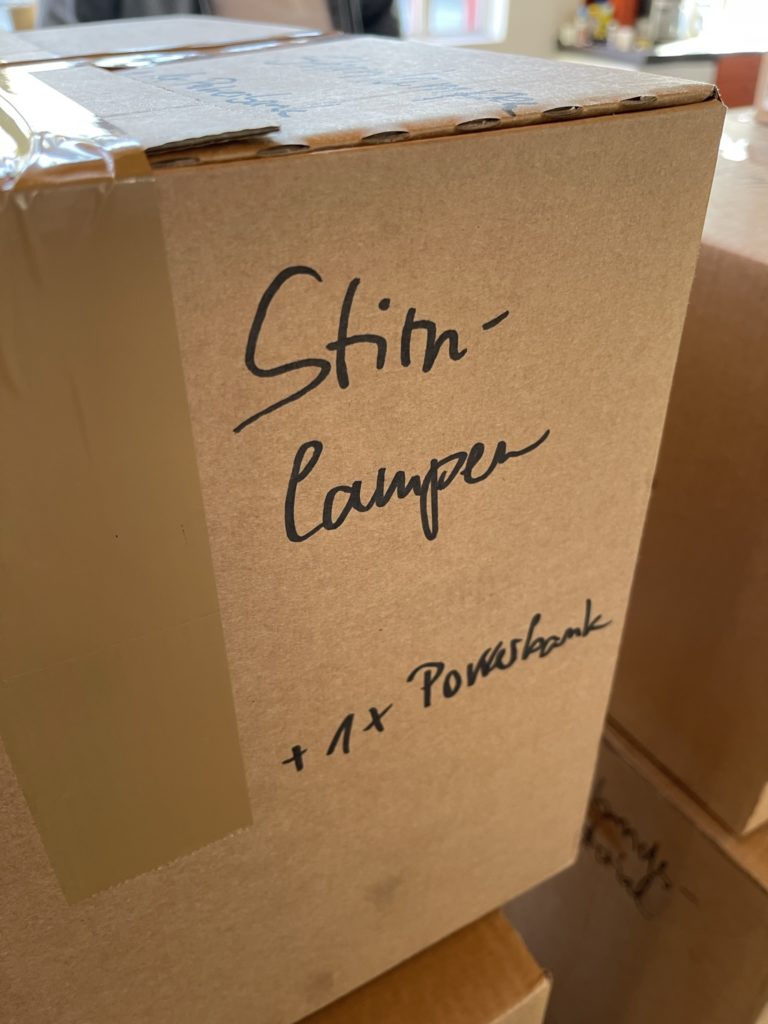 Stirn-
lampen
+ 1x Powerbank